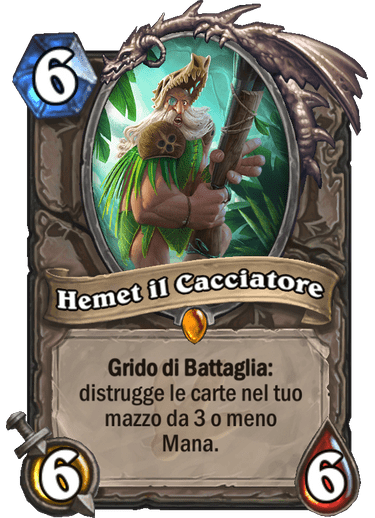 6
Hemet il Cacciatore
Grido di Battaglia:
distrugge le carte nel tuo
mazzo da 3 o meno
Mana.
6
6